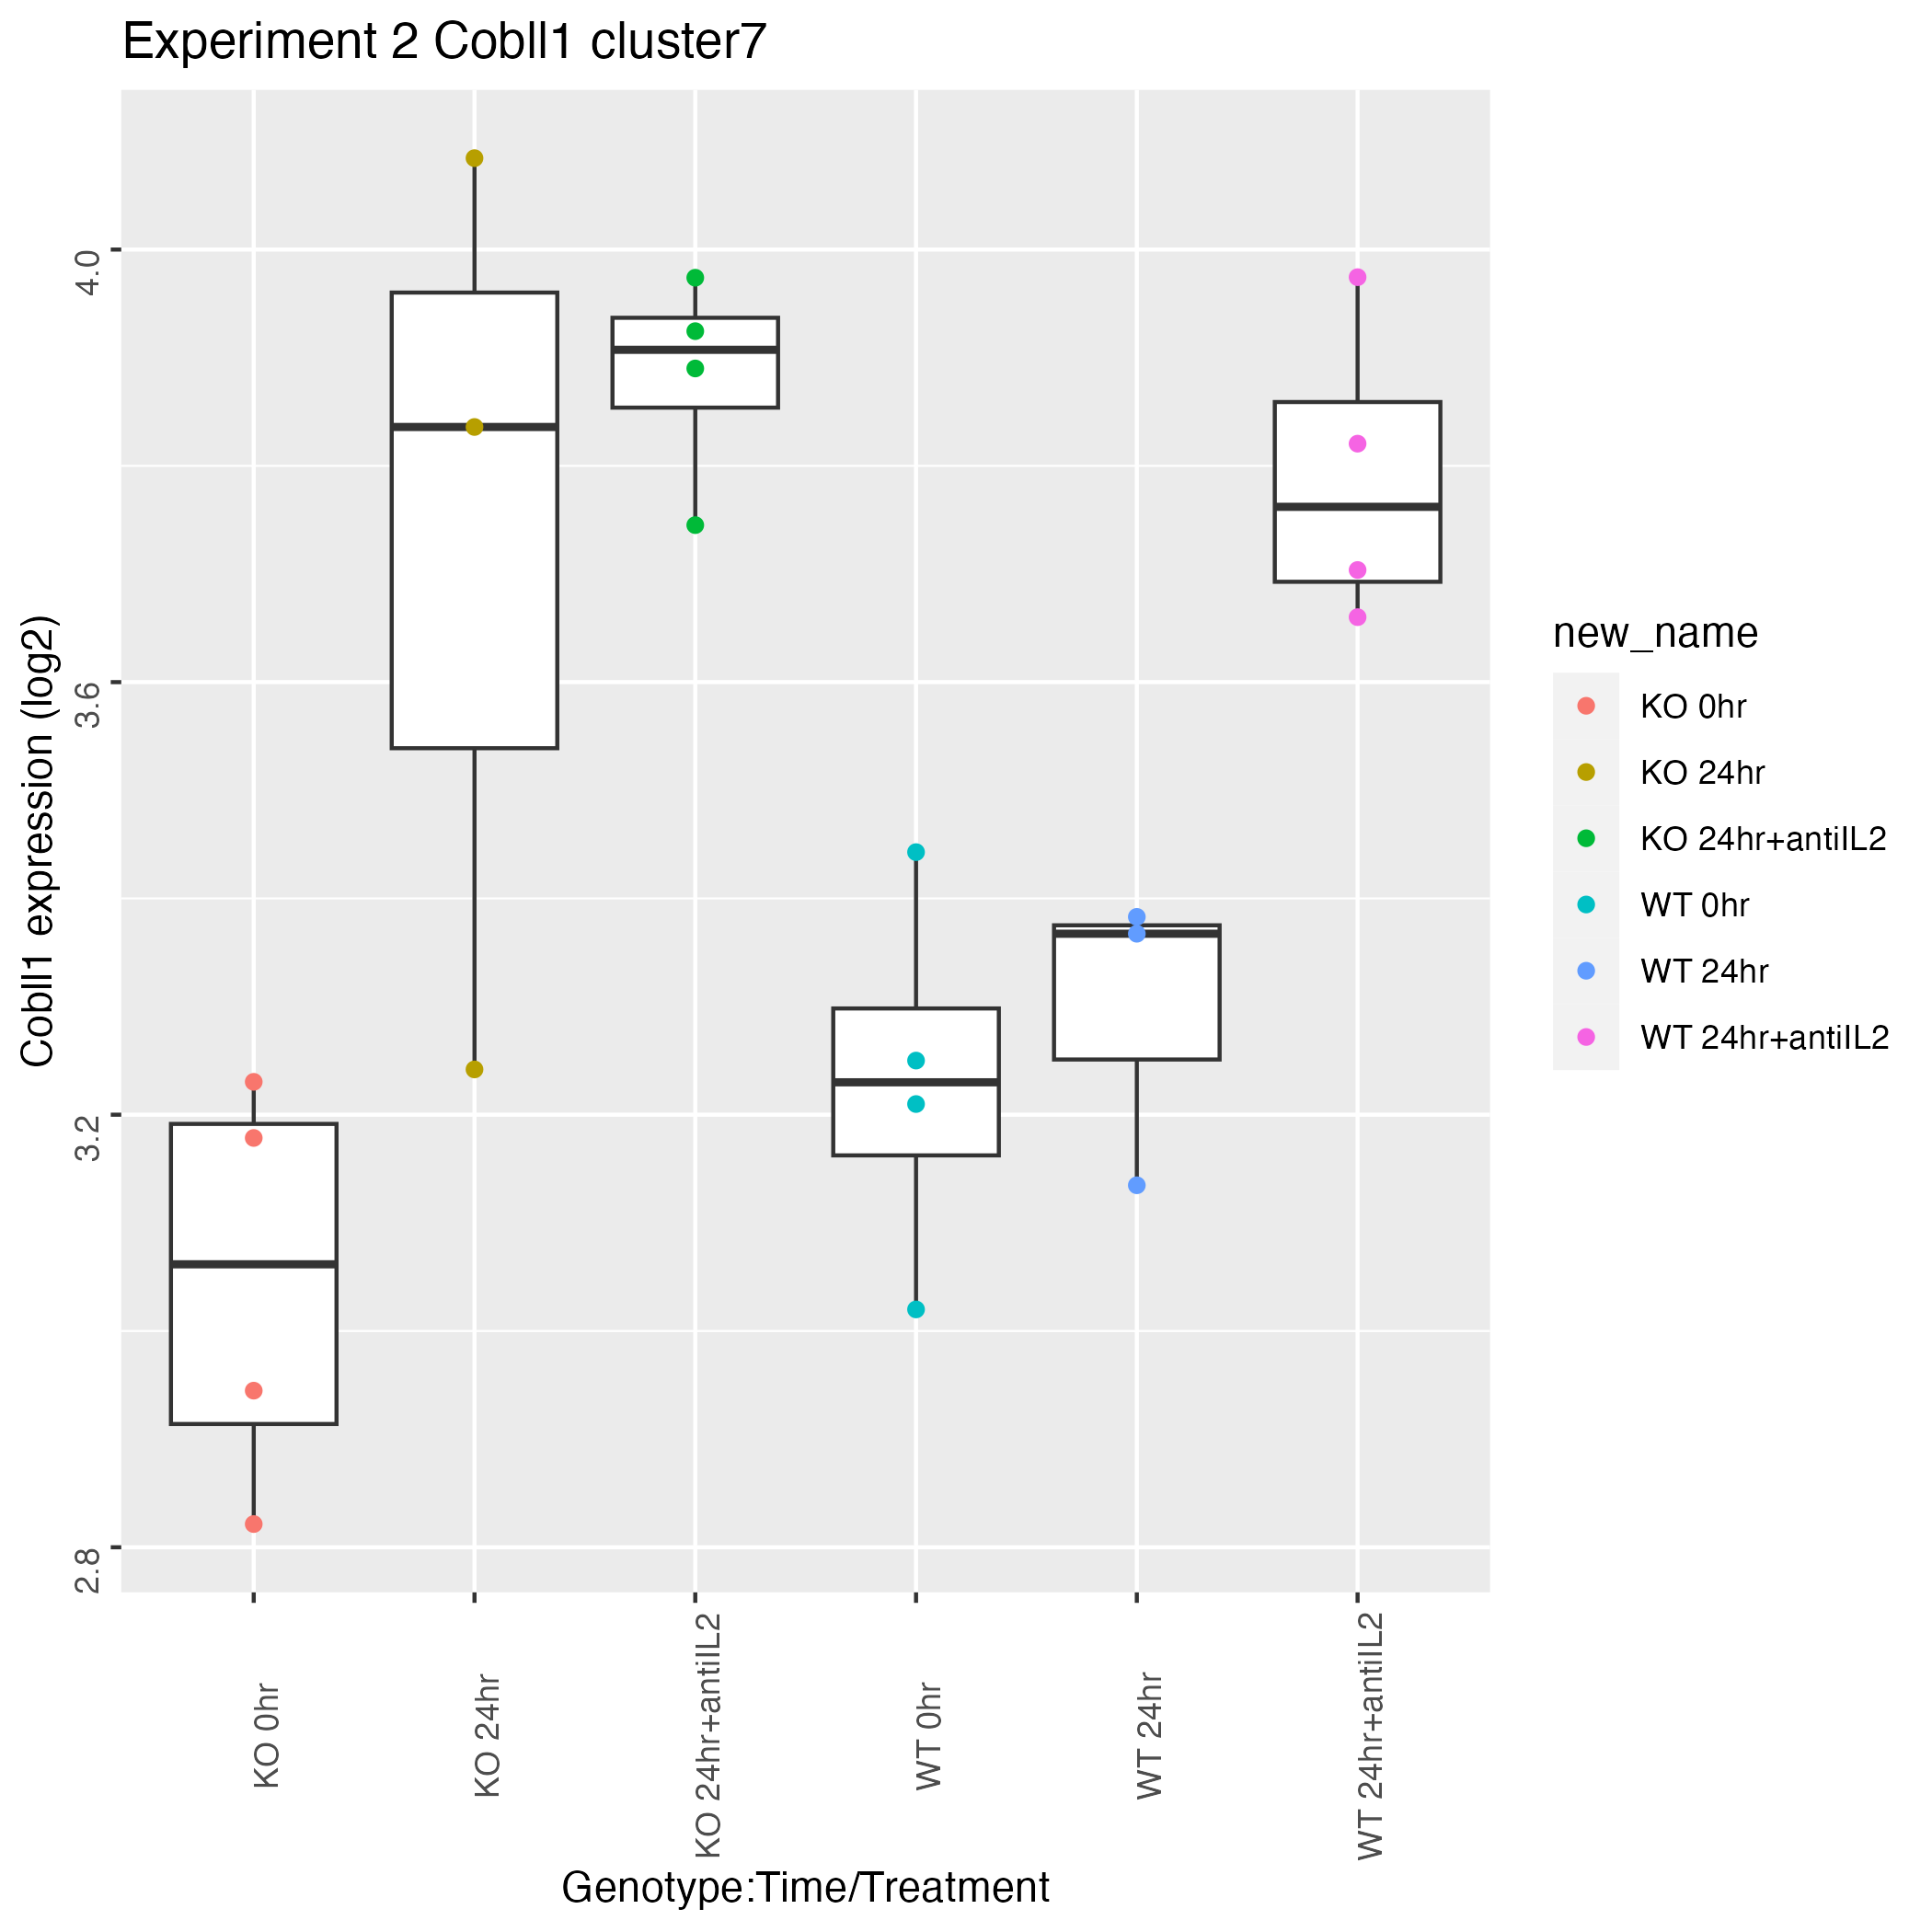 Experiment 2 Cobll1 cluster7
Cobll1 expression (log2)
4.0
3.6
3.2
2.8
KO 0hr
KO 24hr
KO 24hr+antiIL2
WT 0hr
WT 24hr
WT 24hr+antiIL2
Genotype:Time/Treatment
new_name
KO 0hr
KO 24hr
KO 24hr+antiIL2
WT 0hr
WT 24hr
WT 24hr+antiIL2